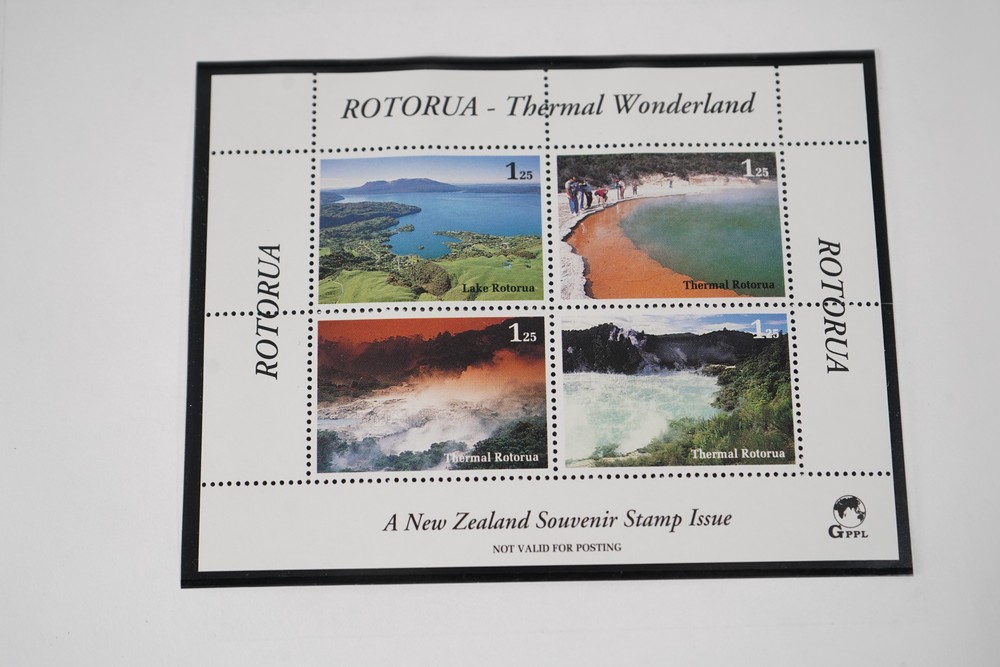 ROTORUA - Thermal Wonderland
ROTORUA
1.25
Lake Rotorua
1.25
Thermal Rotorua
ROTORUA
1.25
Thermal Rotorua
1.25
Thermal Rotorua
A New Zealand Souvenir Stamp Issue
NOT VALID FOR POSTING
GPPL